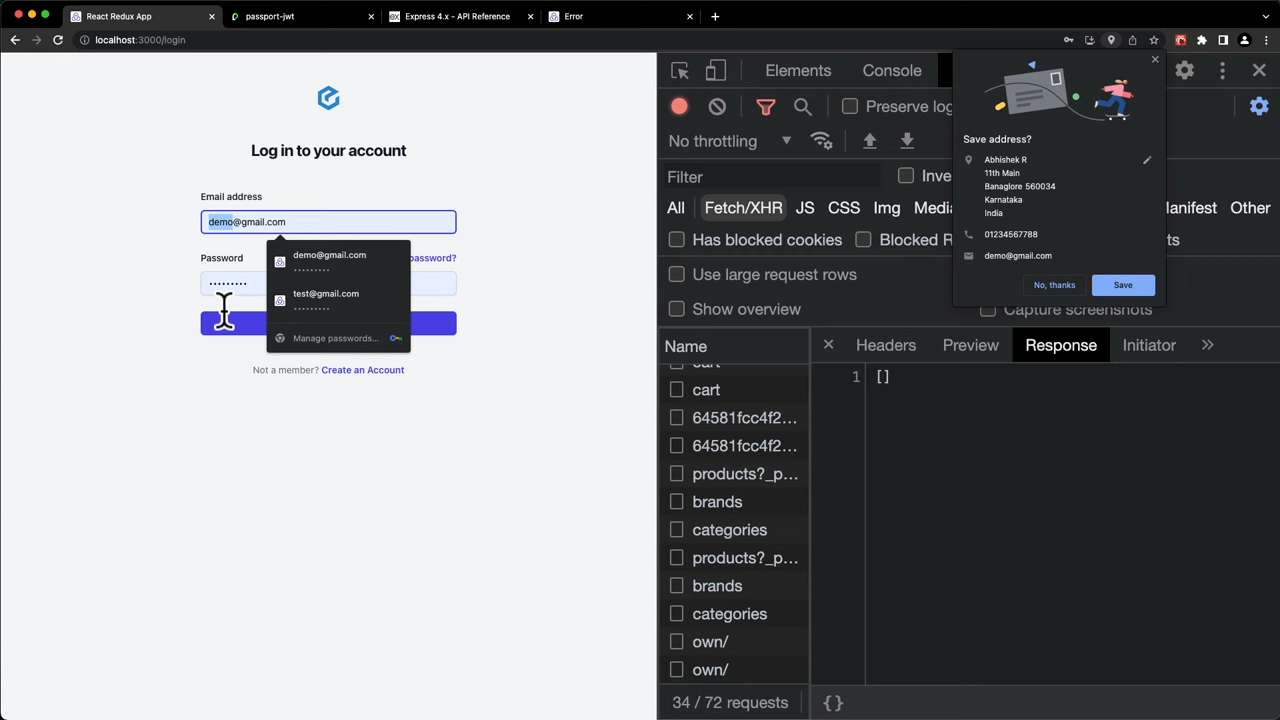 React Redux App
passport-jwt
ex Express 4.x - API Reference
Error
localhost:3000/login
Log in to your account
Email address
demo@gmail.com
Password
password?
demo@gmail.com
test@gmail.com
Manage passwords...
Not a member? Create an Account
Elements
Console
Preserve log
No throttling
Filter
Inve
All
Fetch/XHR
JS
CSS
Img
Media
Manifest
Other
Has blocked cookies
Blocked R
ts
Use large request rows
Show overview
Capture screenshots
Save address?
Abhishek R
11th Main
Banaglore 560034
Karnataka
India
01234567788
demo@gmail.com
No, thanks
Save
Name
Headers
Preview
Response
Initiator
cart
cart
64581fcc4f2...
64581fcc4f2...
products?_p...
brands
categories
products?_p...
brands
categories
own/
own/
1 []
34 / 72 requests
{}